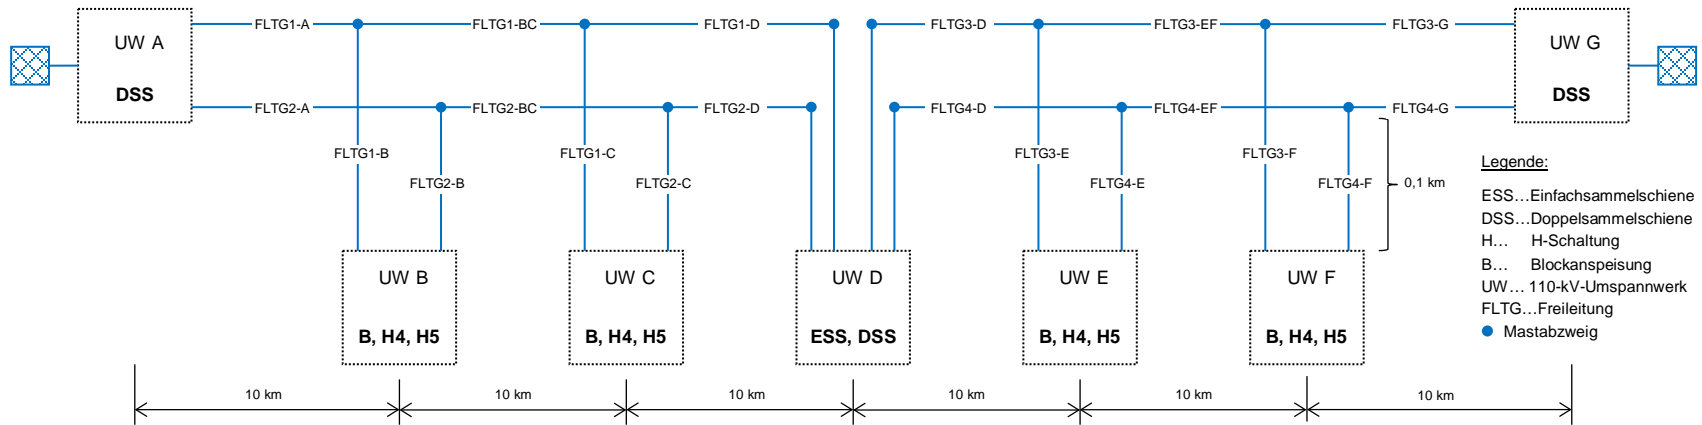 FLTG1-A
FLTG1-BC
FLTG1-D
FLTG3-D
FLTG3-EF
FLTG3-G
UW A
DSS
UW G
DSS
FLTG2-A
FLTG2-BC
FLTG2-D
FLTG4-D
FLTG4-EF
FLTG4-G
FLTG1-B
FLTG1-C
FLTG3-E
FLTG3-F
FLTG2-B
FLTG2-C
FLTG4-E
FLTG4-F
0,1 km
Legende:
ESS…Einfachsammelschiene
DSS…Doppelsammelschiene
H… H-Schaltung
B… Blockanspeisung
UW… 110-kV-Umspannwerk
FLTG…Freileitung
Mastabzweig
UW B
B, H4, H5
UW C
B, H4, H5
UW D
ESS, DSS
UW E
B, H4, H5
UW F
B, H4, H5
10 km
10 km
10 km
10 km
10 km
10 km